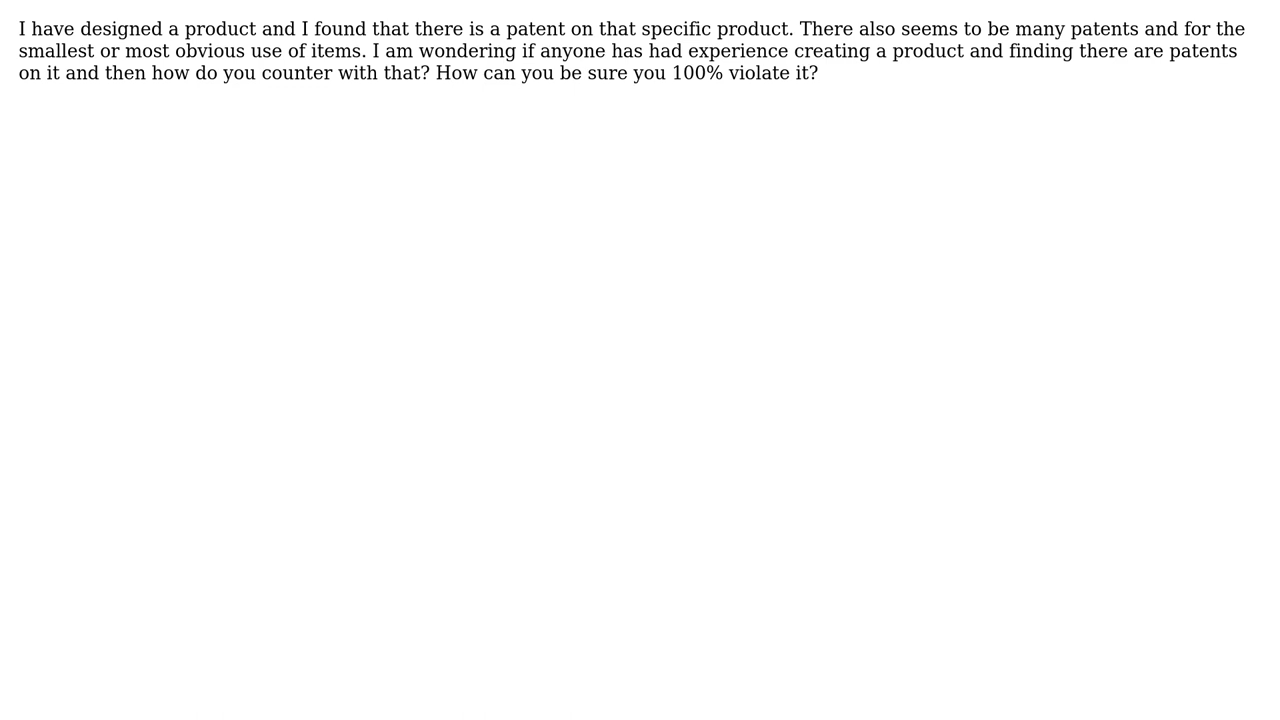 I have designed a product and I found that there is a patent on that specific product. There also seems to be many patents and for the
smallest or most obvious use of items. I am wondering if anyone has had experience creating a product and finding there are patents
on it and then how do you counter with that? How can you be sure you 100% violate it?